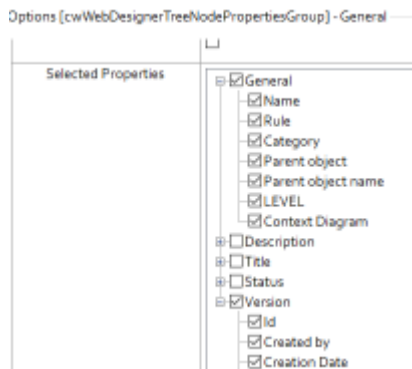 Options [cwWebDesignerTreeNodePropertiesGroup] - General
Selected Properties
General
Name
Rule
Category
Parent object
Parent object name
LEVEL
Context Diagram
Description
Title
Status
Version
Id
Created by
Creation Date